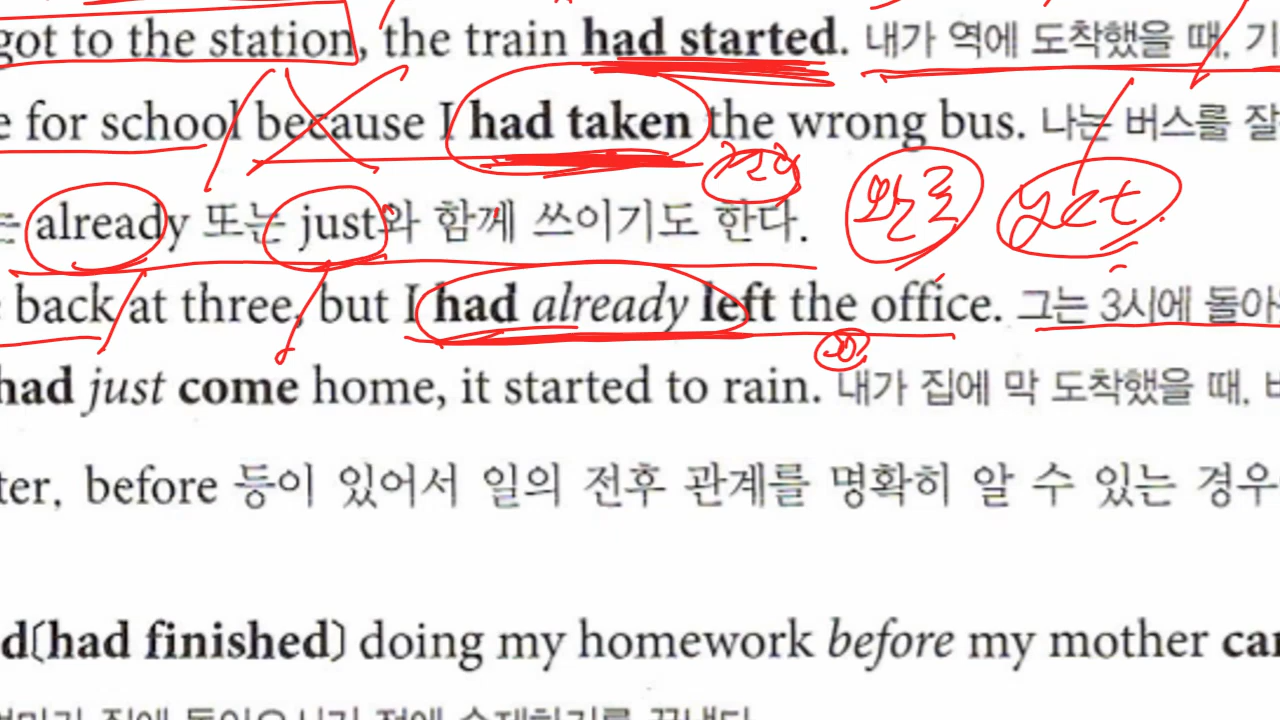 got to the station, the train had started. 내가 역에 도착했을 때, 기
for school because I had taken the wrong bus. 나는 버스를 잘
already 또는 just와 함께 쓰이기도 한다. 완료 yet
back at three, but I had already left the office. 그는 3시에 돌아
had just come home, it started to rain. 내가 집에 막 도착했을 때, 
before 등이 있어서 일의 전후 관계를 명확히 알 수 있는 경우
(had finished) doing my homework before my mother